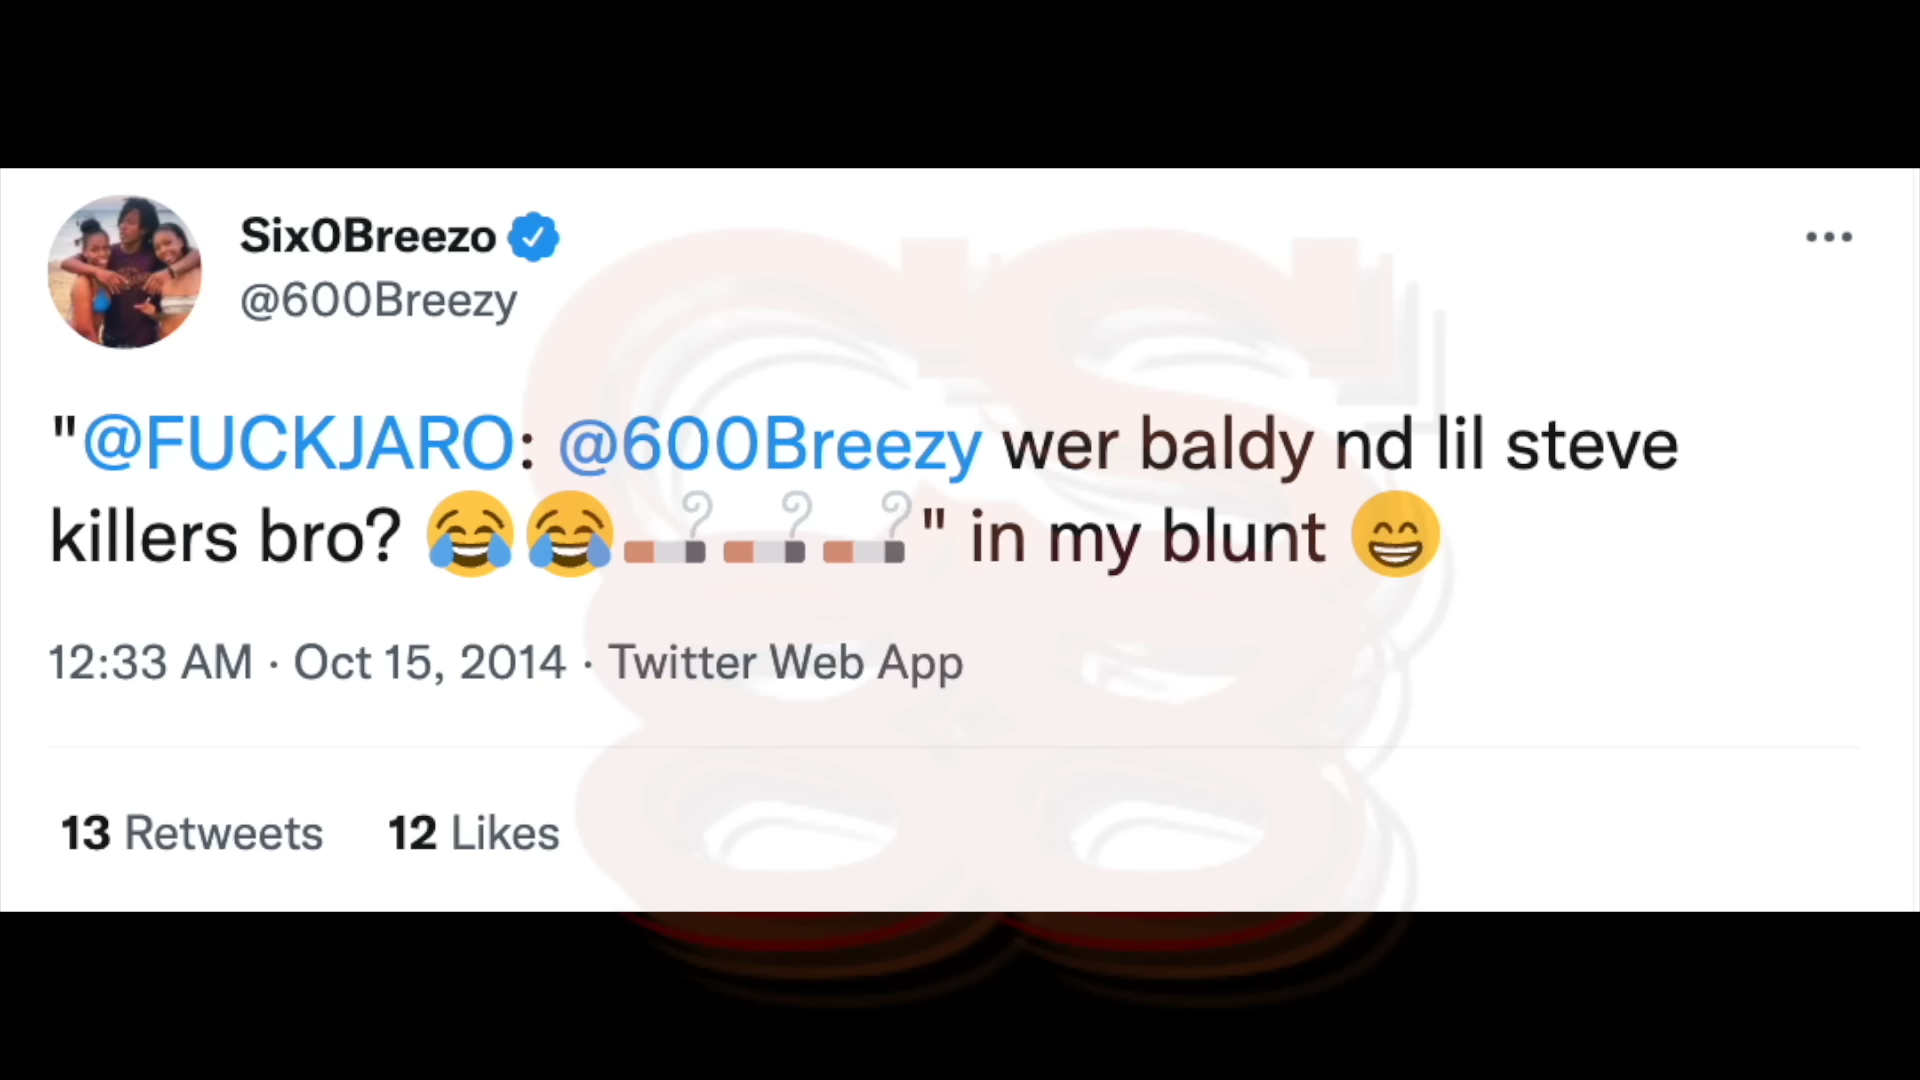 Six0Breezo
@600Breezy
"@FUCKJARO: @600Breezy wer baldy nd lil steve
killers bro? 😂😂🚬🚬🚬" in my blunt 😁
12:33 AM · Oct 15, 2014 · Twitter Web App
13 Retweets 12 Likes